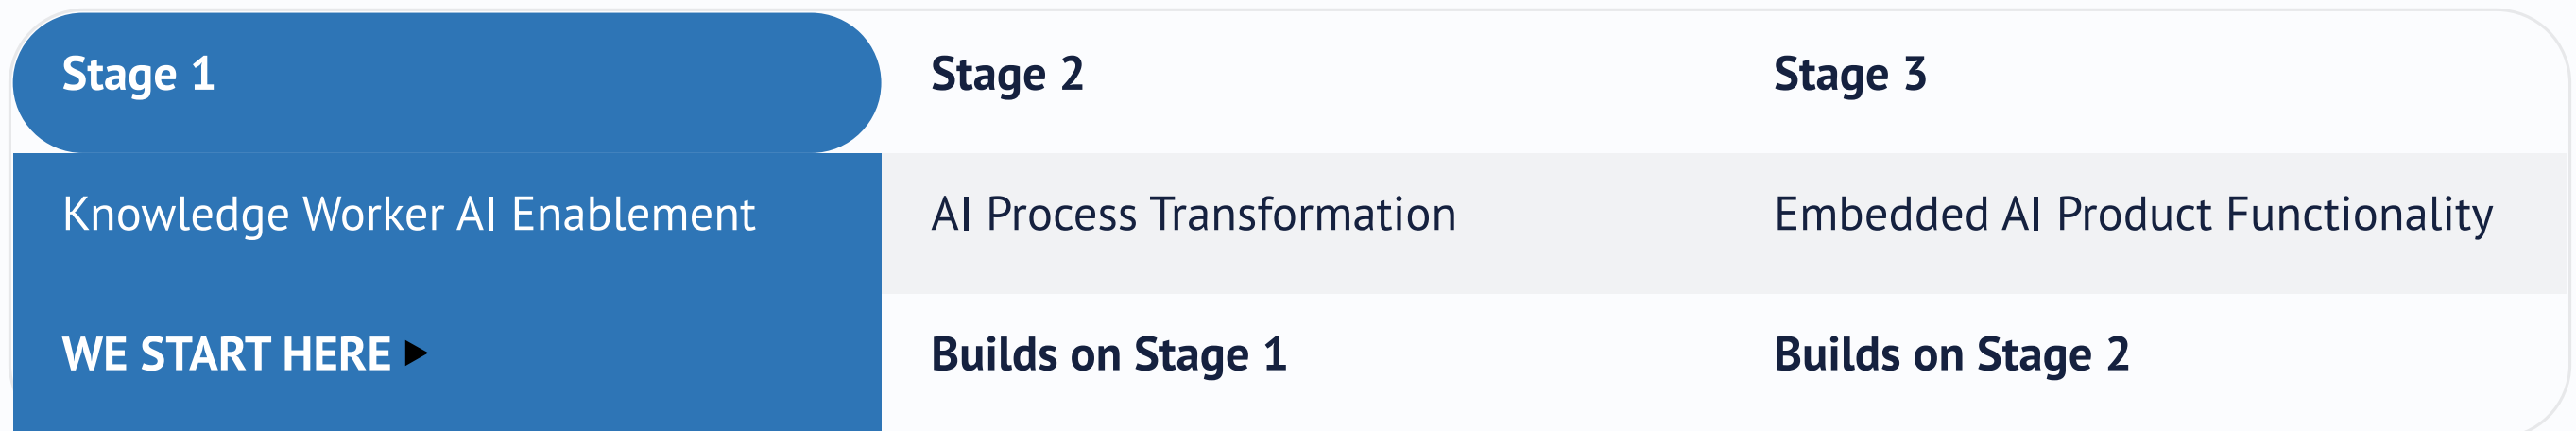 Stage 1
Stage 2
Stage 3
Knowledge Worker AI Enablement
AI Process Transformation
Embedded AI Product Functionality
WE START HERE ▶
Builds on Stage 1
Builds on Stage 2